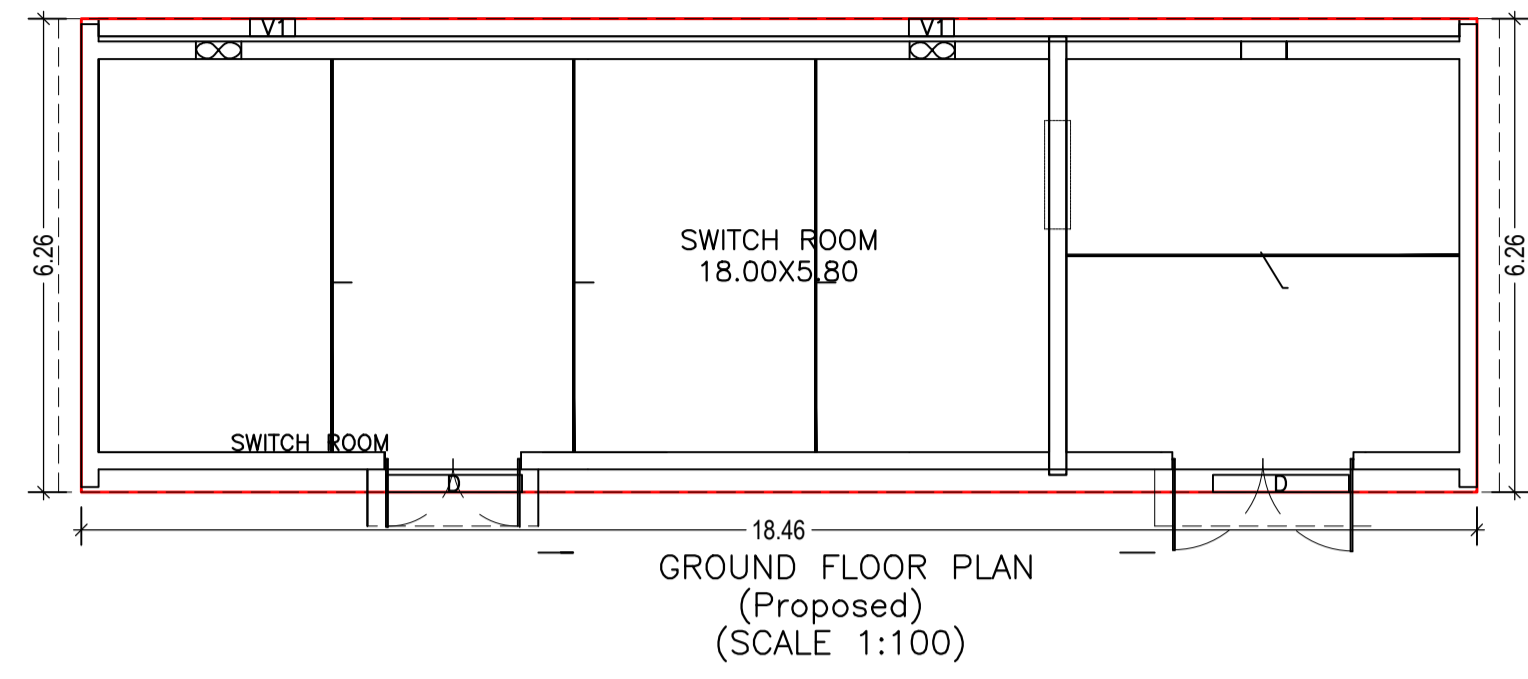 V1
V1
6.26
6.26
SWITCH ROOM
18.00X5.80
SWITCH ROOM
D
D
18.46
GROUND FLOOR PLAN
(Proposed)
(SCALE 1:100)